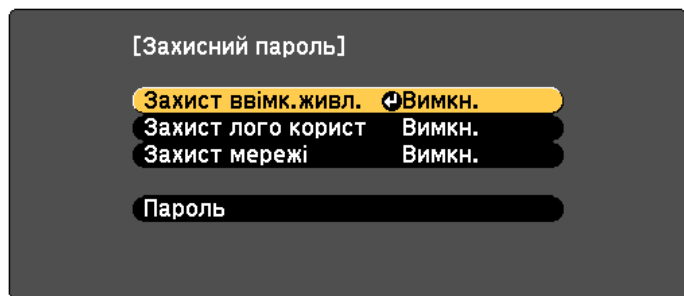 [Захисний пароль]
Захист ввімк.живл. Вимкн.
Захист лого корист Вимкн.
Захист мережі Вимкн.
Пароль